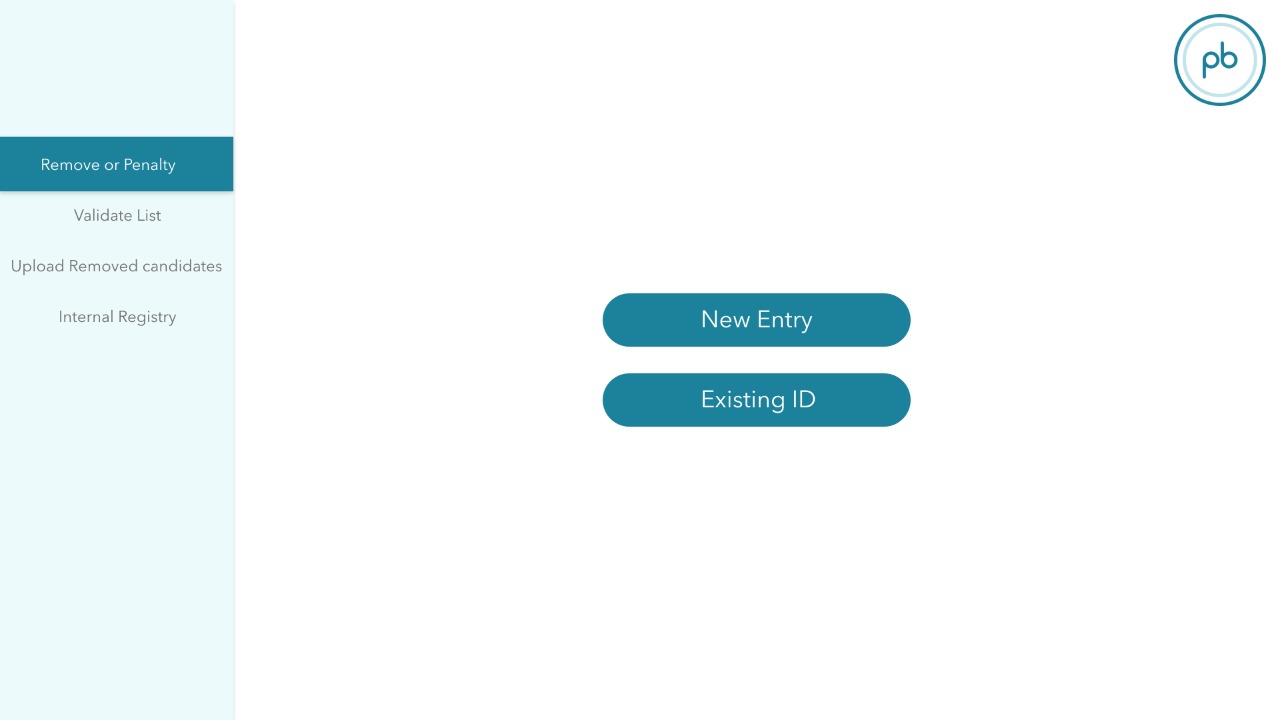 pb
Remove or Penalty
Validate List
Upload Removed candidates
Internal Registry
New Entry
Existing ID